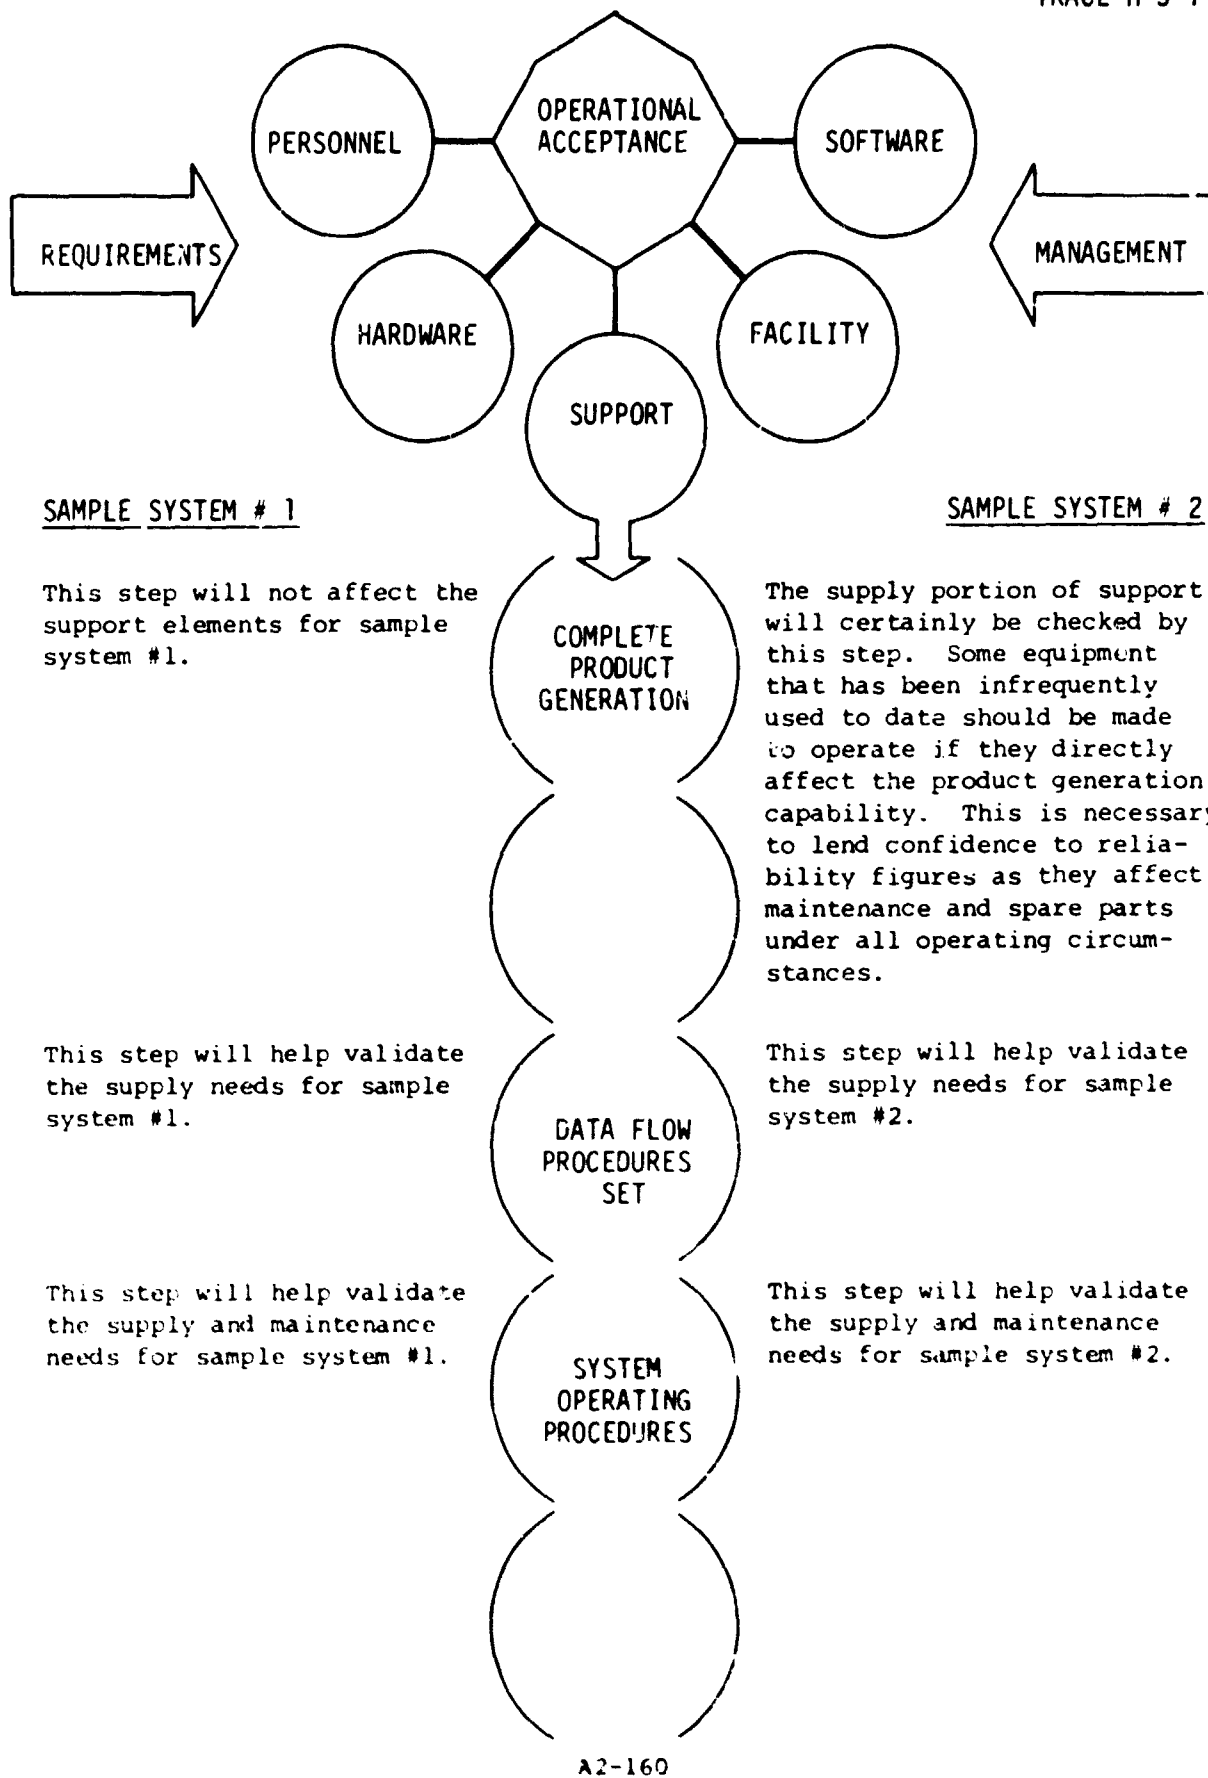 OPERATIONAL
ACCEPTANCE
PERSONNEL
SOFTWARE
REQUIREMENTS
MANAGEMENT
HARDWARE
FACILITY
SUPPORT
SAMPLE SYSTEM # 1
This step will not affect the
support elements for sample
system #1.
SAMPLE SYSTEM # 2
The supply portion of support
will certainly be checked by
this step. Some equipment
that has been infrequently
used to date should be made
to operate if they directly
affect the product generation
capability. This is necessary
to lend confidence to relia-
bility figures as they affect
maintenance and spare parts
under all operating circum-
stances.
COMPLETE
PRODUCT
GENERATION
This step will help validate
the supply needs for sample
system #1.
DATA FLOW
PROCEDURES
SET
This step will help validate
the supply needs for sample
system #2.
This step will help validate
the supply and maintenance
needs for sample system #1.
SYSTEM
OPERATING
PROCEDURES
This step will help validate
the supply and maintenance
needs for sample system #2.
A2-160